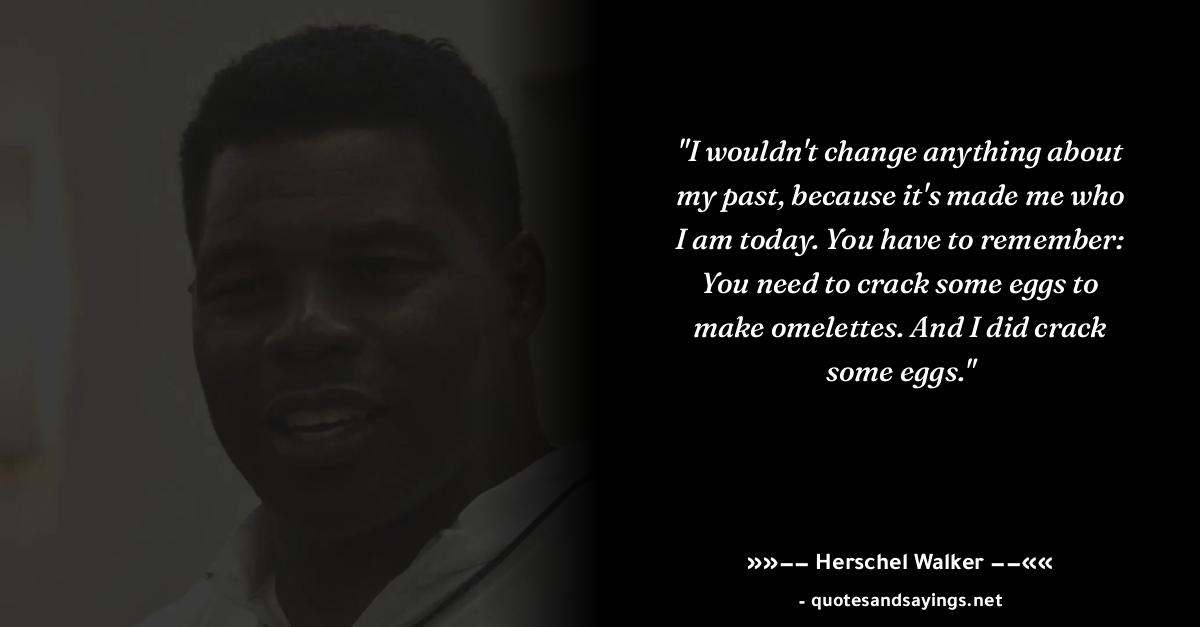 "I wouldn't change anything about
my past, because it's made me who
I am today. You have to remember:
You need to crack some eggs to
make omelettes. And I did crack
some eggs."
»»–– Herschel Walker ––««
- quotesandsayings.net